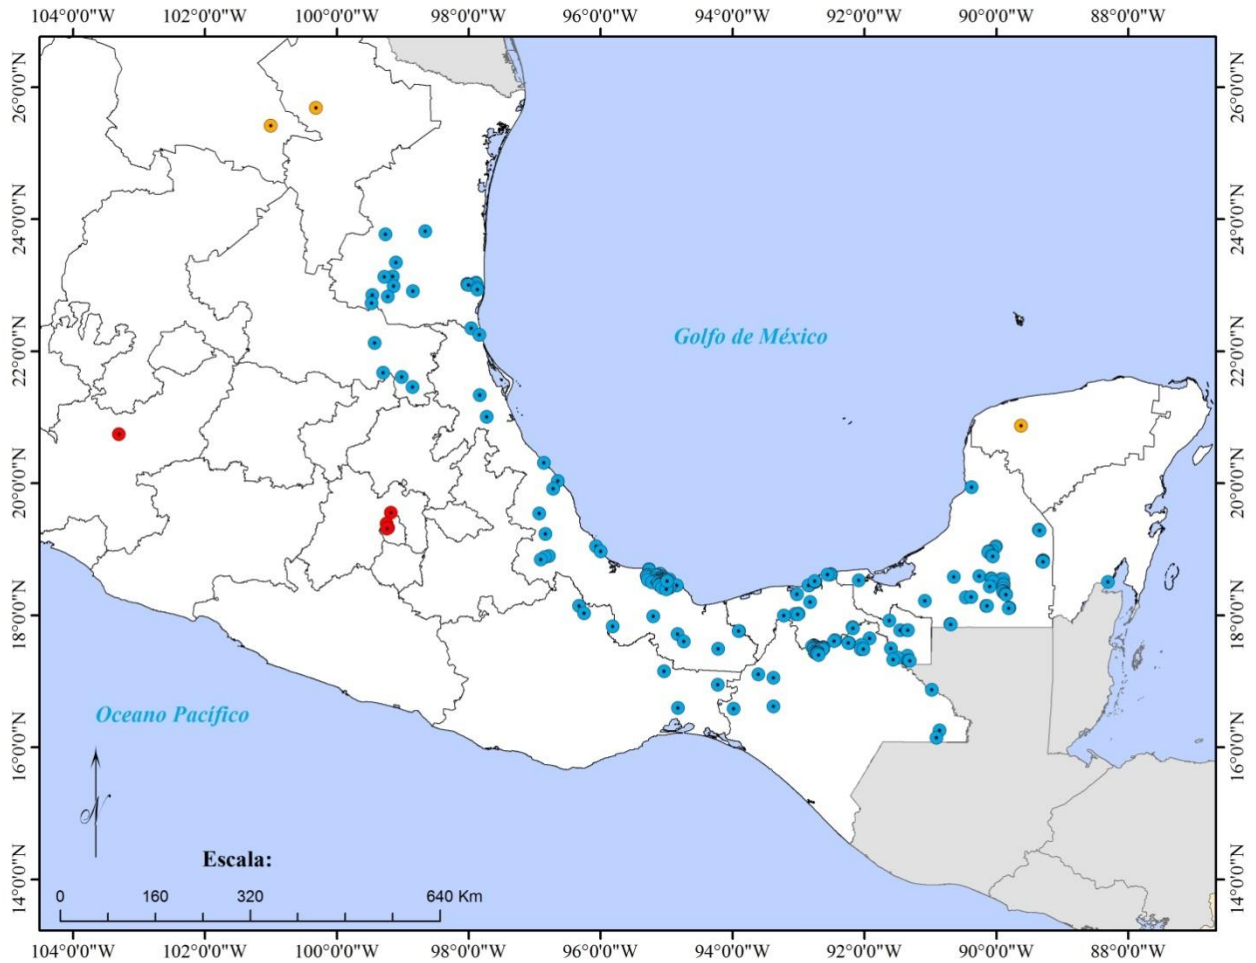 104°0'0"W 102°0'0"W 100°0'0"W 98°0'0"W 96°0'0"W 94°0'0"W 92°0'0"W 90°0'0"W 88°0'0"W
26°0'0"N 26°0'0"N
24°0'0"N 24°0'0"N
Golfo de México
22°0'0"N 22°0'0"N
20°0'0"N 20°0'0"N
18°0'0"N 18°0'0"N
Oceano Pacífico
16°0'0"N 16°0'0"N
N
Escala:
14°0'0"N 14°0'0"N
0 160 320 640 Km
104°0'0"W 102°0'0"W 100°0'0"W 98°0'0"W 96°0'0"W 94°0'0"W 92°0'0"W 90°0'0"W 88°0'0"W